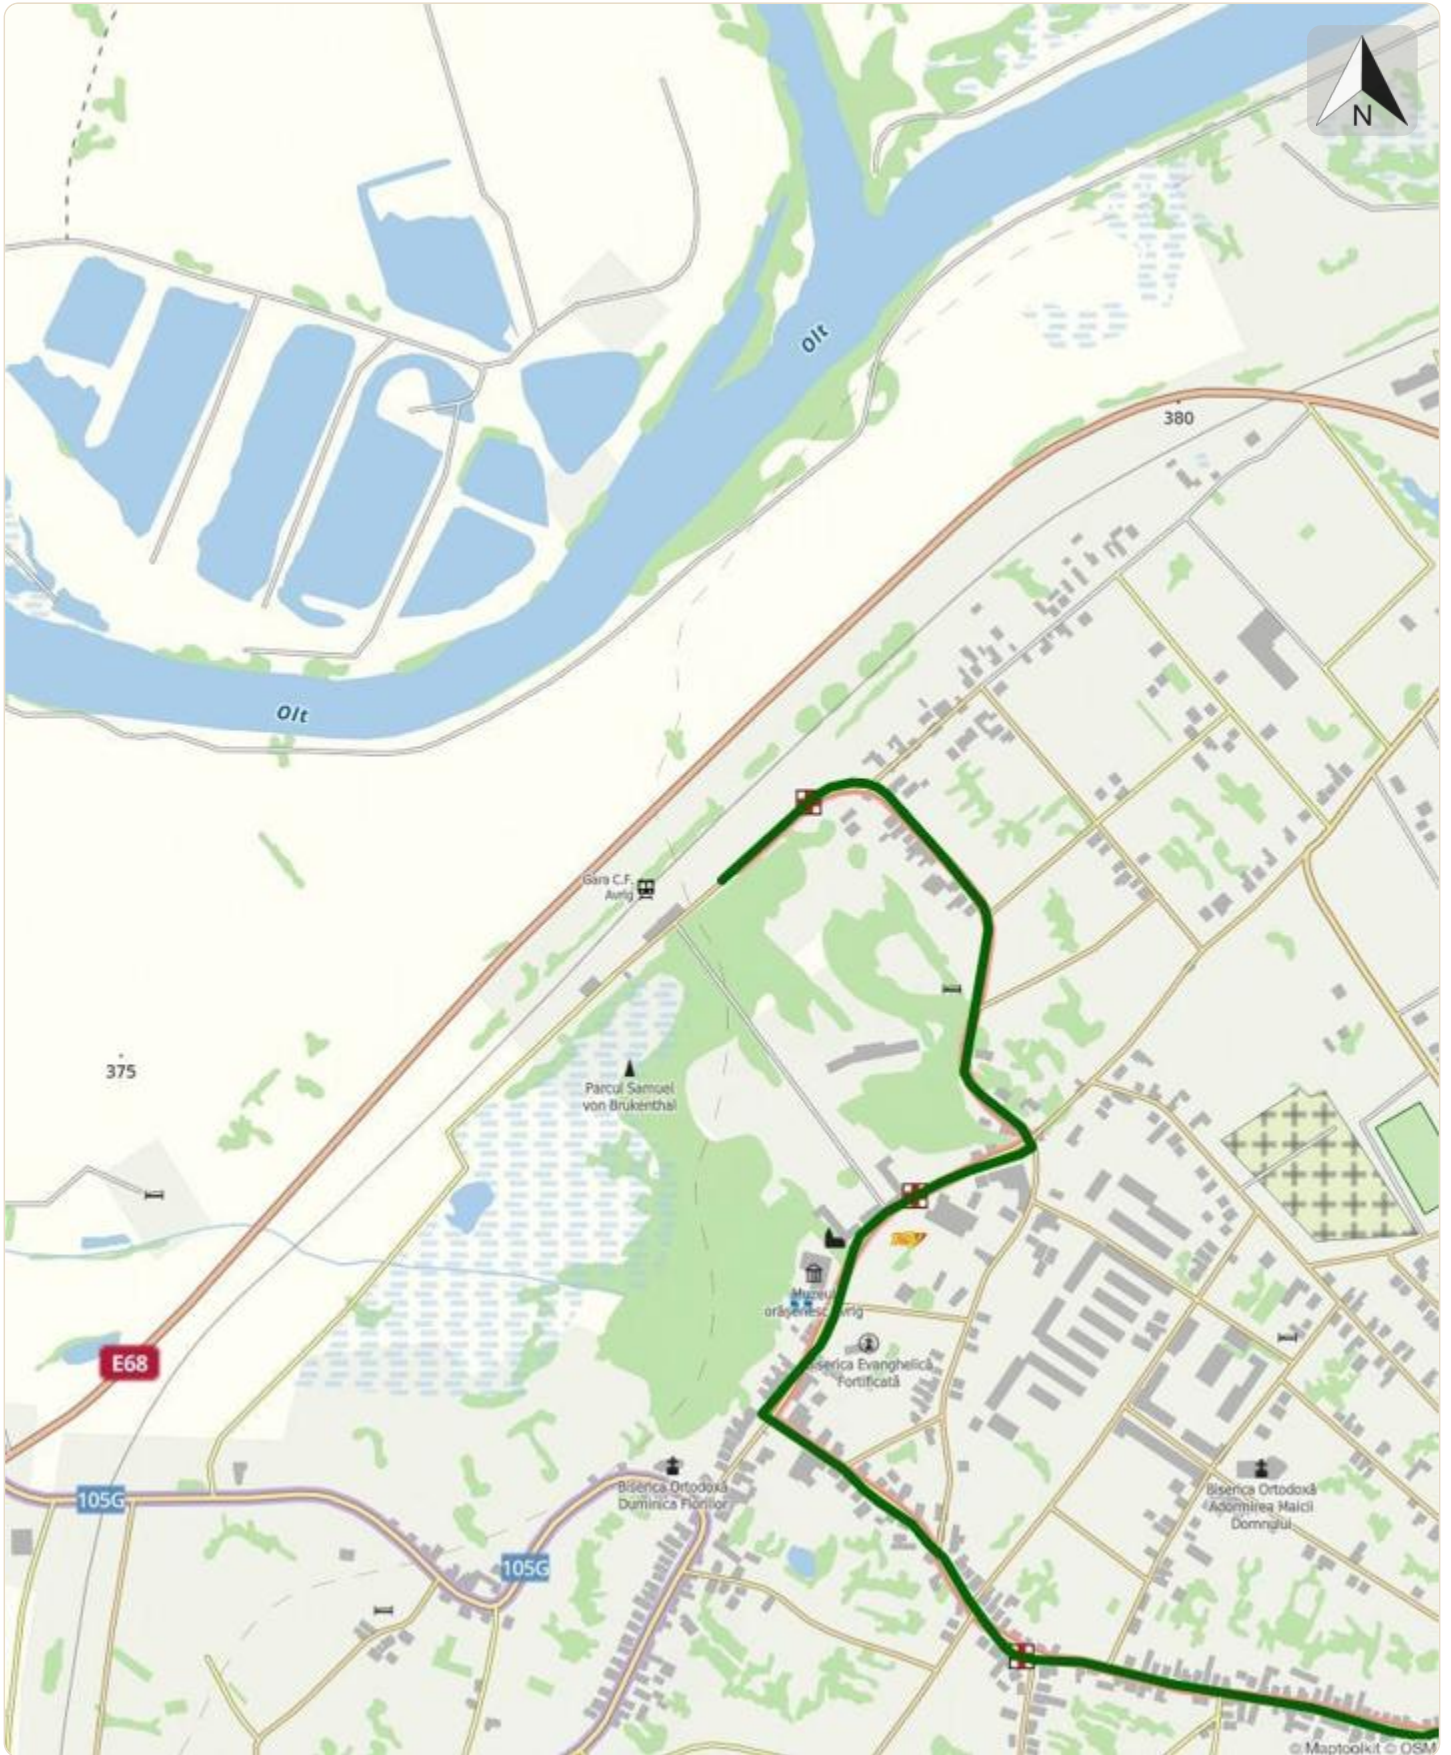 N
Olt
380
Olt
Gara C.F.
Avrig
375
Parcul Samuel
von Brukenthal
Muzeul
orășenesc Avrig
E68
Biserica Evanghelică
Fortificată
Biserica Ortodoxă
Duminica Floriilor
Biserica Ortodoxă
Adormirea Maicii
Domnului
105G
105G
© Maptoolkit © OSM